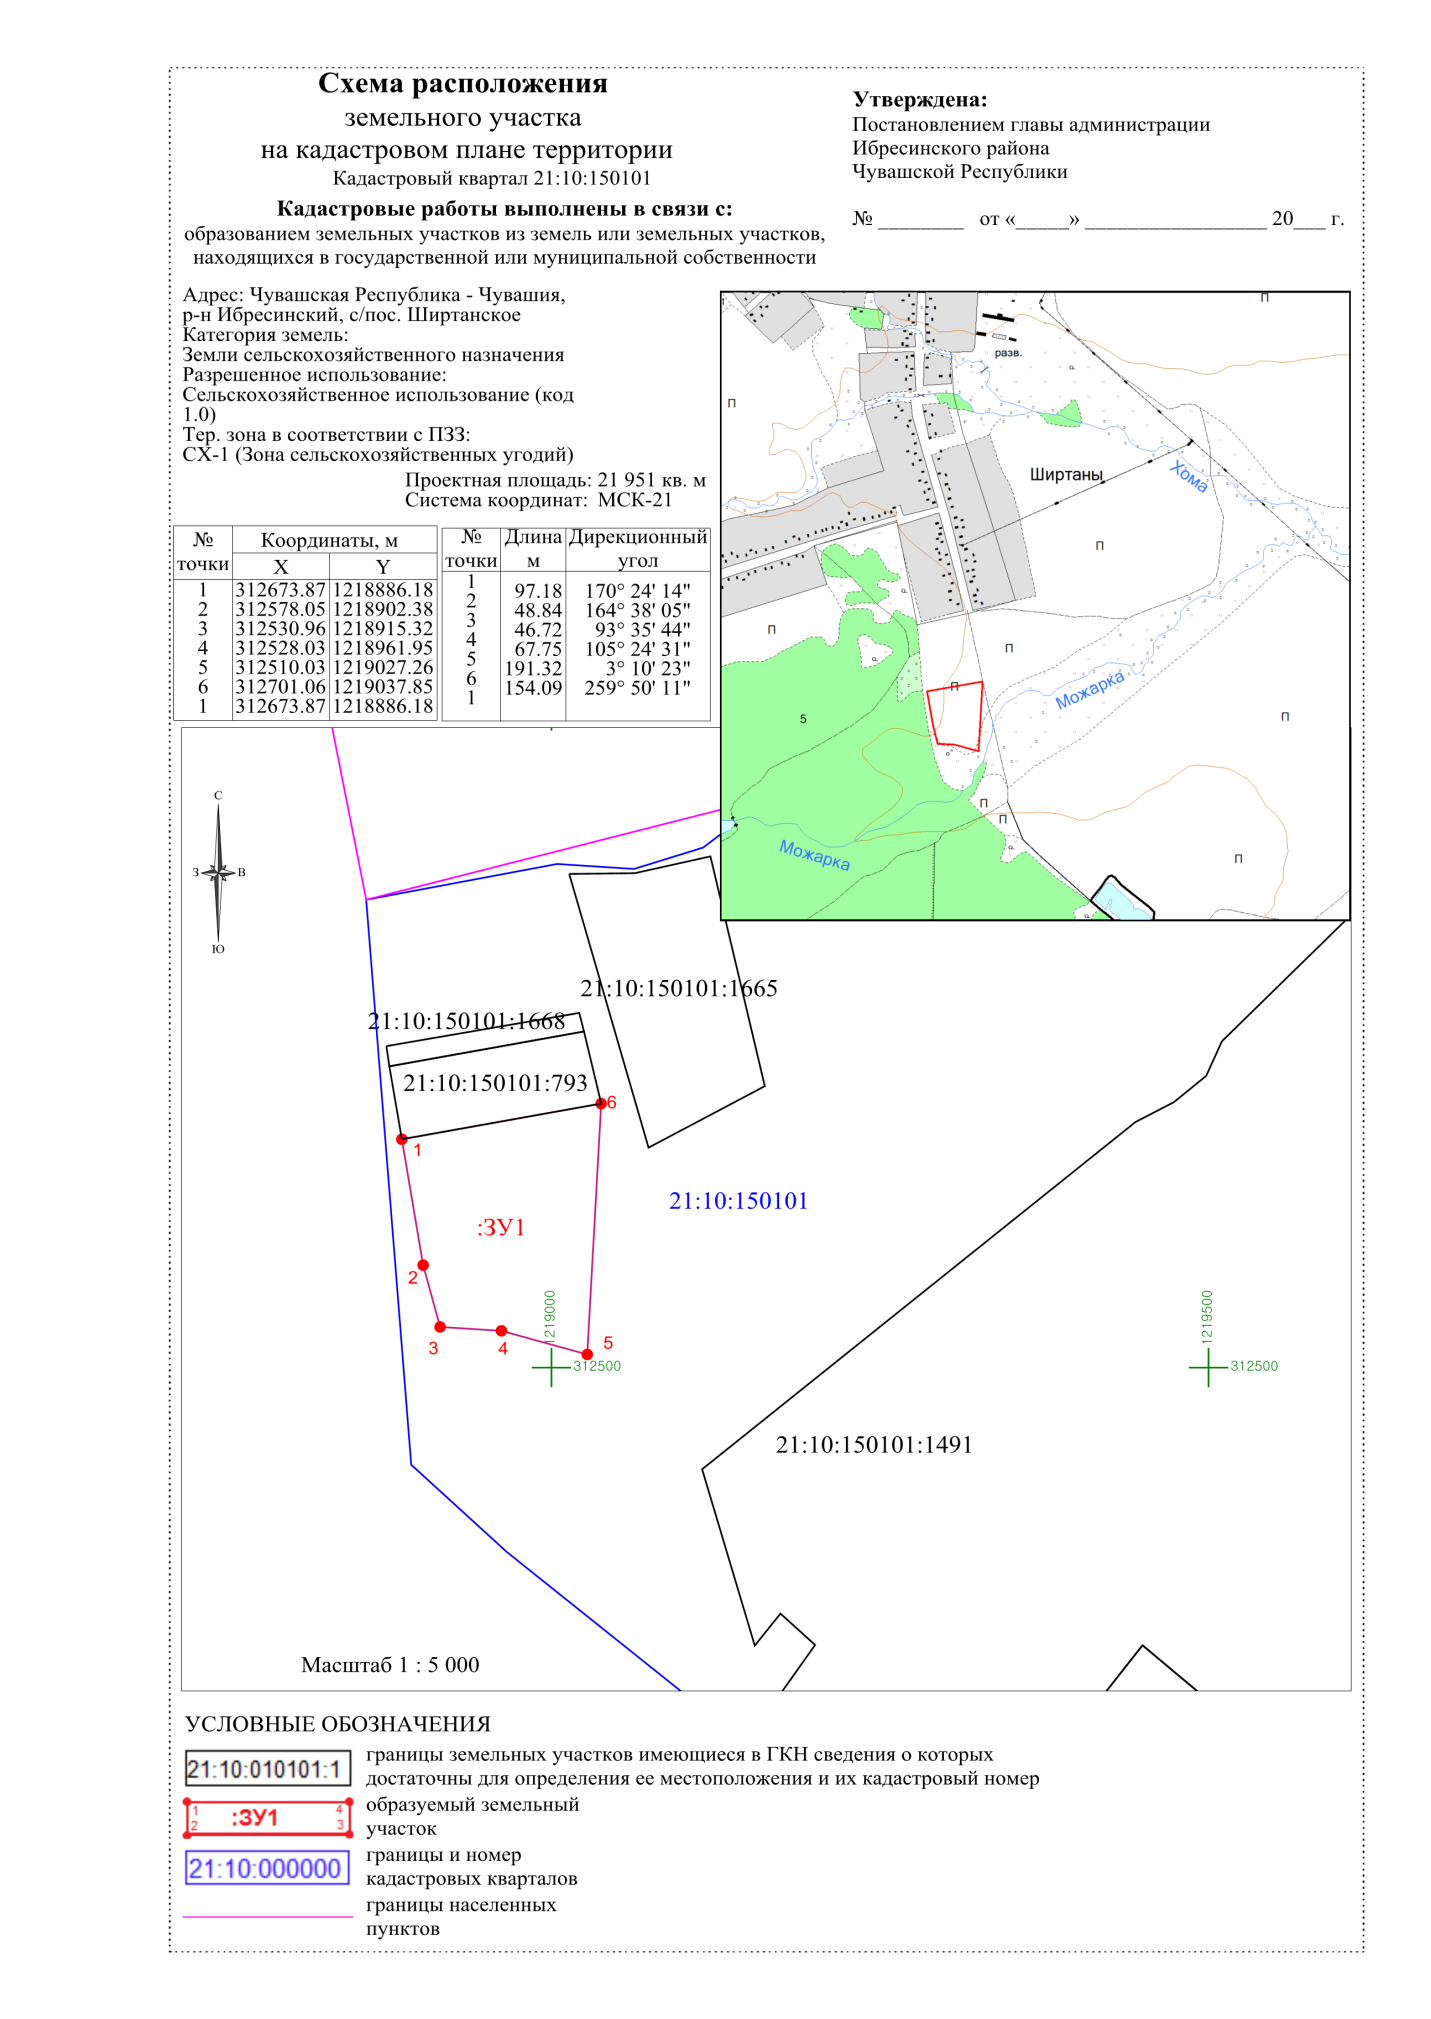 Схема расположения
земельного участка
на кадастровом плане территории
Кадастровый квартал 21:10:150101
Кадастровые работы выполнены в связи с:
образованием земельных участков из земель или земельных участков,
находящихся в государственной или муниципальной собственности
Утверждена:
Постановлением главы администрации
Ибресинского района
Чувашской Республики
№ ________ от «_____» _________________ 20___ г.
Адрес: Чувашская Республика - Чувашия,
р-н Ибресинский, с/пос. Ширтанское
Категория земель:
Земли сельскохозяйственного назначения
Разрешенное использование:
Сельскохозяйственное использование (код
1.0)
Тер. зона в соответствии с ПЗЗ:
СХ-1 (Зона сельскохозяйственных угодий)
Проектная площадь: 21 951 кв. м
Система координат: МСК-21
№ точки Координаты, м
X Y
1 312673.87 1218886.18
2 312578.05 1218902.38
3 312530.96 1218915.32
4 312528.03 1218961.95
5 312510.03 1219027.26
6 312701.06 1219037.85
1 312673.87 1218886.18
№ Длина Дирекционный
точки м угол
1
97.18 170° 24' 14"
2
48.84 164° 38' 05"
3
46.72 93° 35' 44"
4
67.75 105° 24' 31"
5
191.32 3° 10' 23"
6
154.09 259° 50' 11"
1
П
разв.
р
П
Ширтаны
Хома
П
р
П
П
р
П
Можарка
5
П
р
П
П
Можарка
р
П
р
С
З В
Ю
21:10:150101:1665
21:10:150101:1668
21:10:150101:793
6
1
21:10:150101
:ЗУ1
2
3
4
5
1219000
312500
1219500
312500
21:10:150101:1491
Масштаб 1 : 5 000
УСЛОВНЫЕ ОБОЗНАЧЕНИЯ
21:10:010101:1
границы земельных участков имеющиеся в ГКН сведения о которых
достаточны для определения ее местоположения и их кадастровый номер
1 :ЗУ1 4
2 3
образуемый земельный
участок
21:10:000000
границы и номер
кадастровых кварталов
границы населенных
пунктов